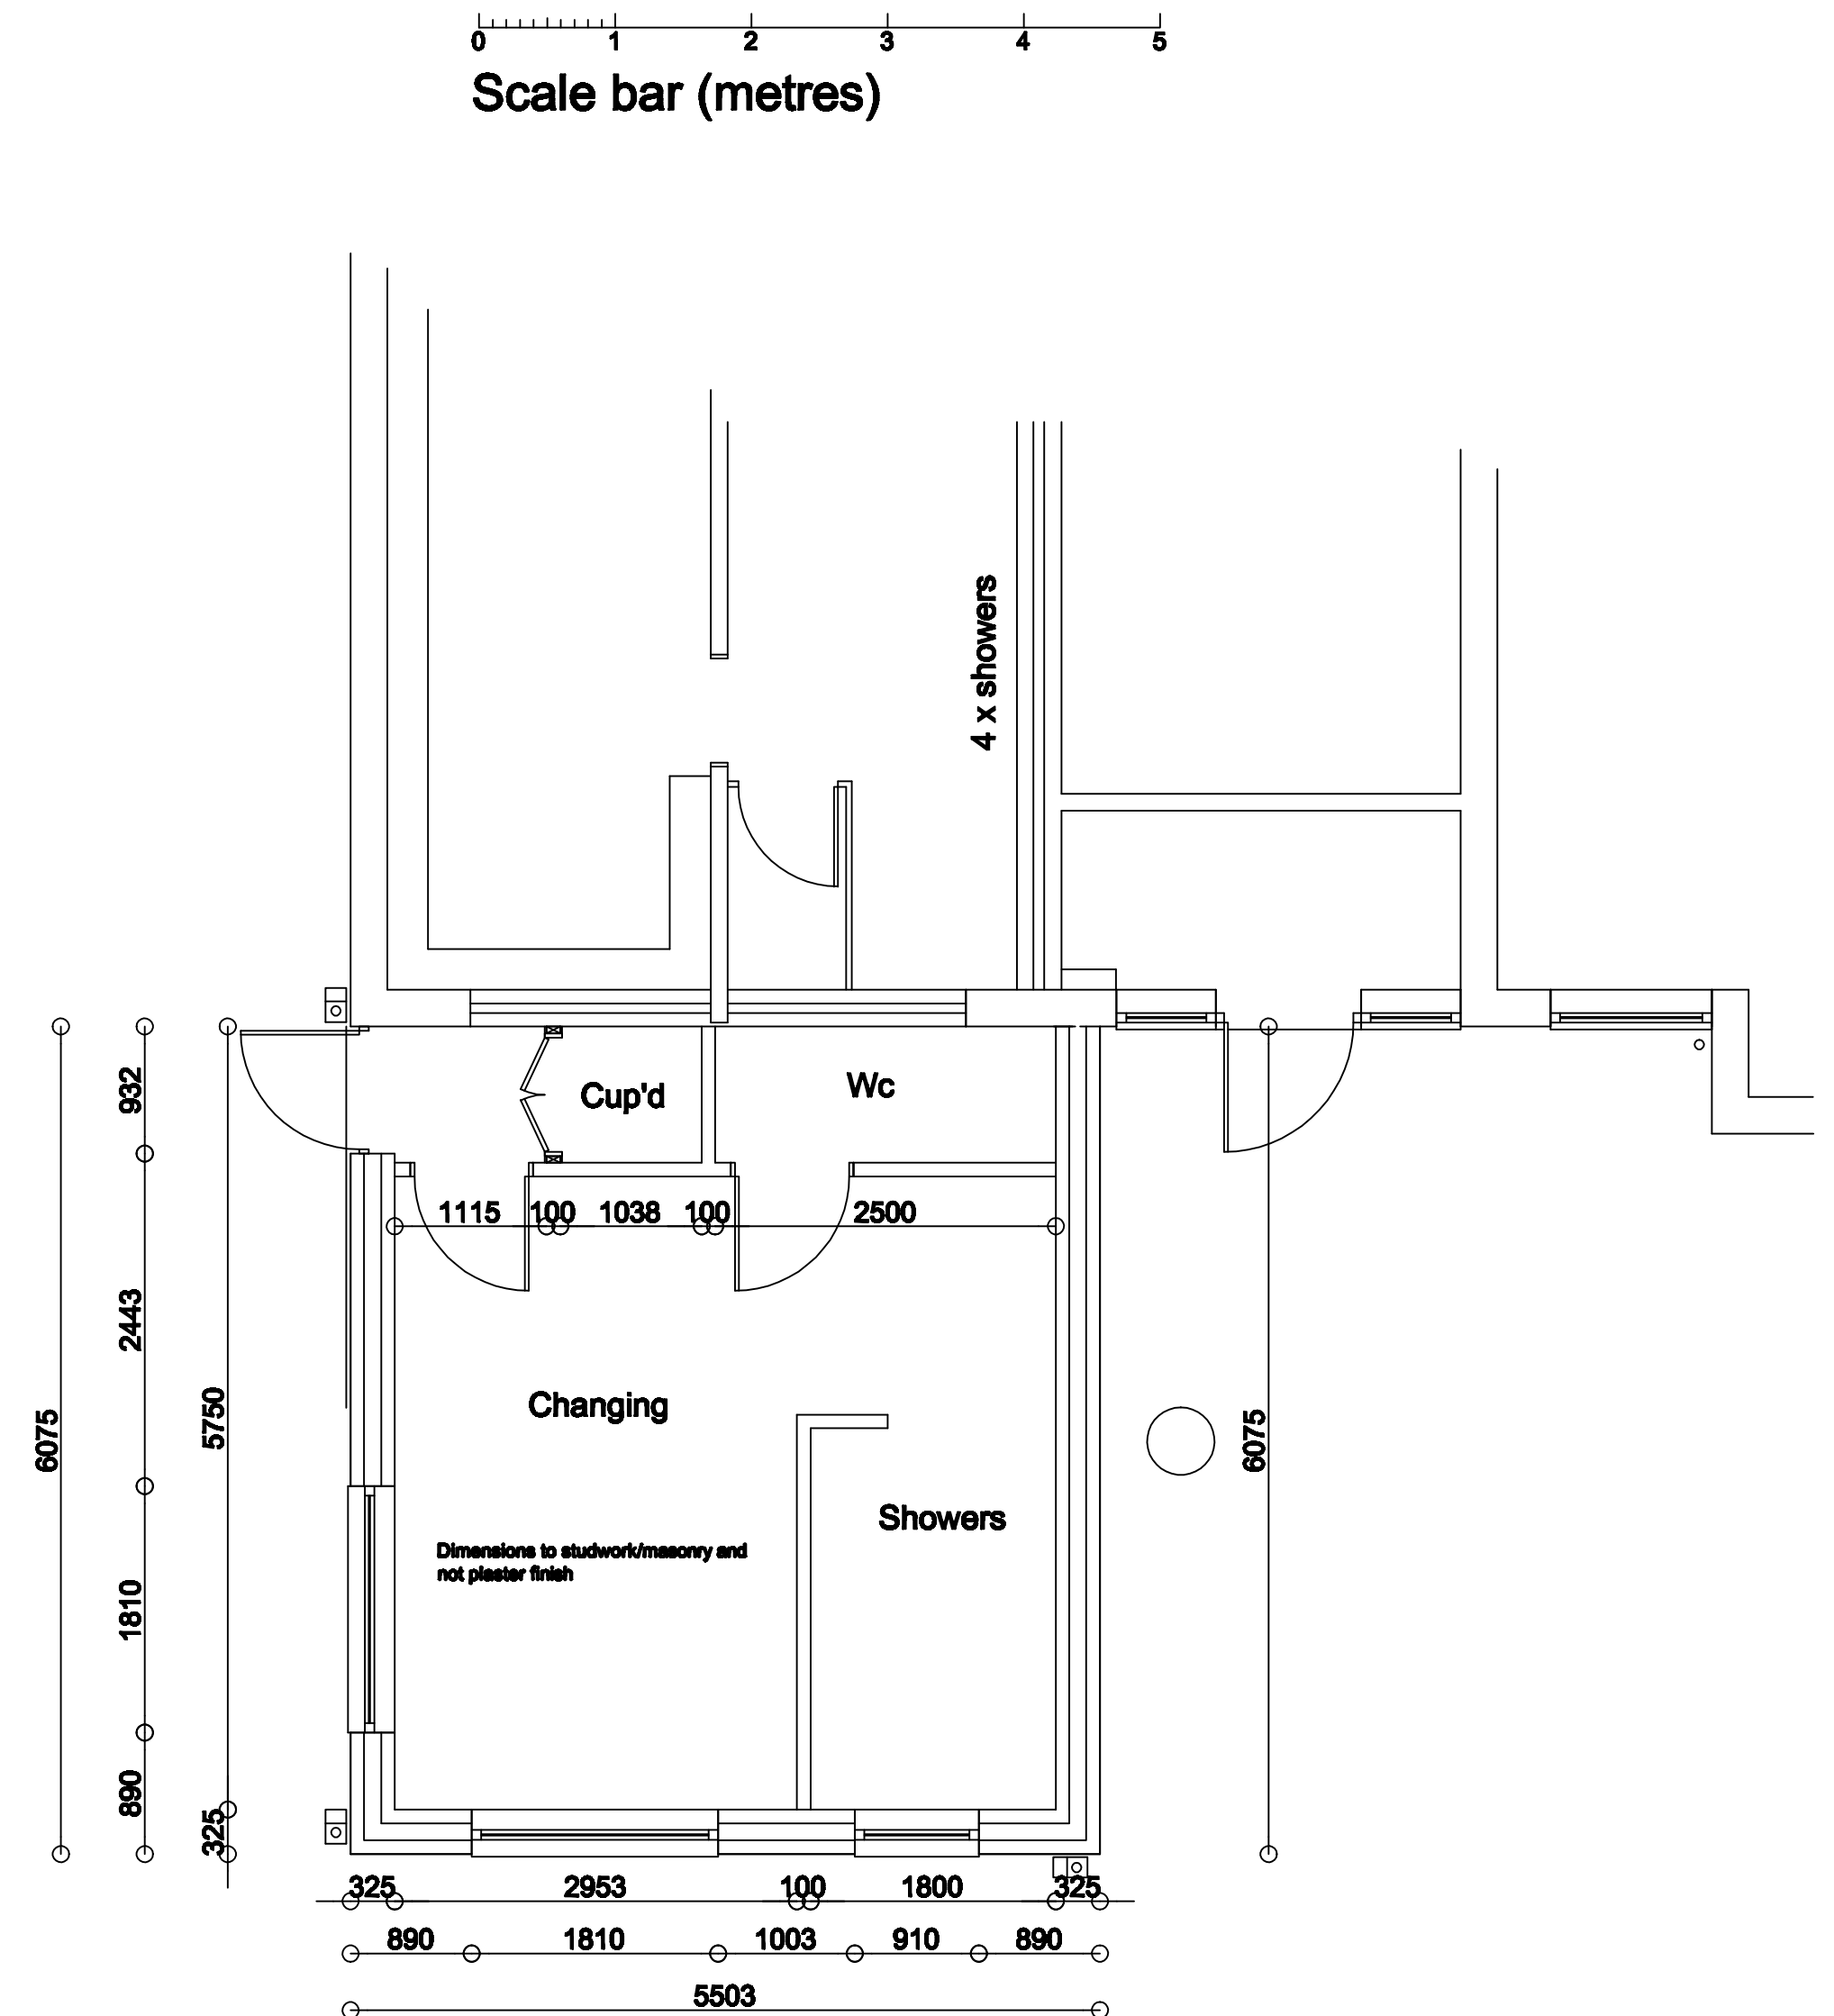 0 1 2 3 4 5
Scale bar (metres)
4 x showers
932
Cup'd
Wc
1115 100 1038 100 2500
2443
Changing
6075
5750
6075
Showers
Dimensions to studwork/masonry and
not plaster finish
1810
890
325
325 2953 100 1800 325
890 1810 1003 910 890
5503